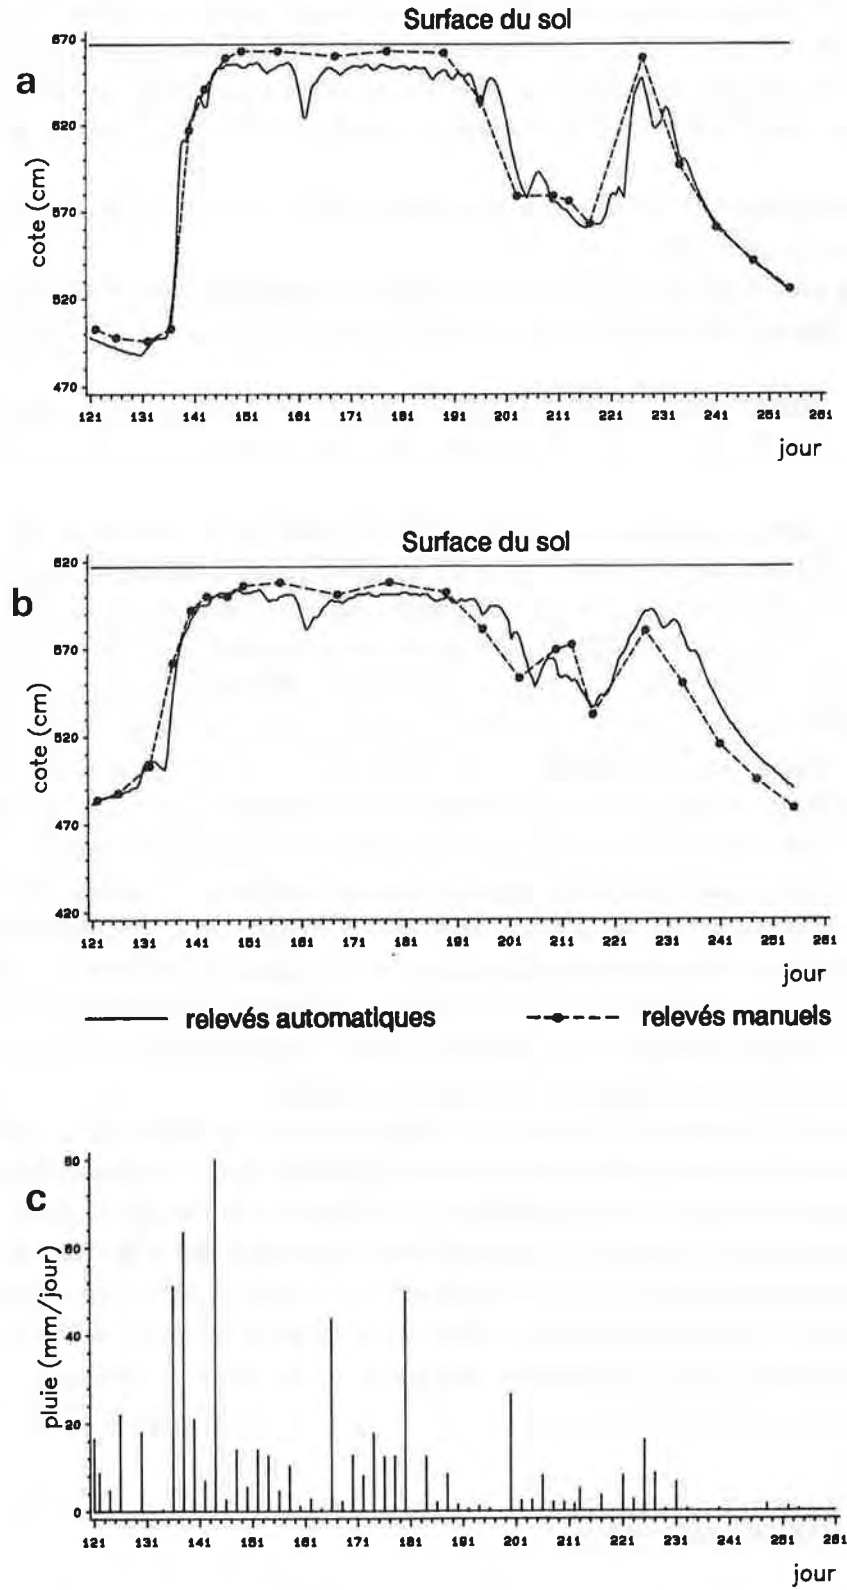 Surface du sol
a
670
620
570
520
470
cote (cm)
121 131 141 151 161 171 181 191 201 211 221 231 241 251 261
jour
Surface du sol
b
620
570
520
470
420
cote (cm)
121 131 141 151 161 171 181 191 201 211 221 231 241 251 261
jour
relevés automatiques
relevés manuels
c
80
60
40
20
0
pluie (mm/jour)
121 131 141 151 161 171 181 191 201 211 221 231 241 251 261
jour